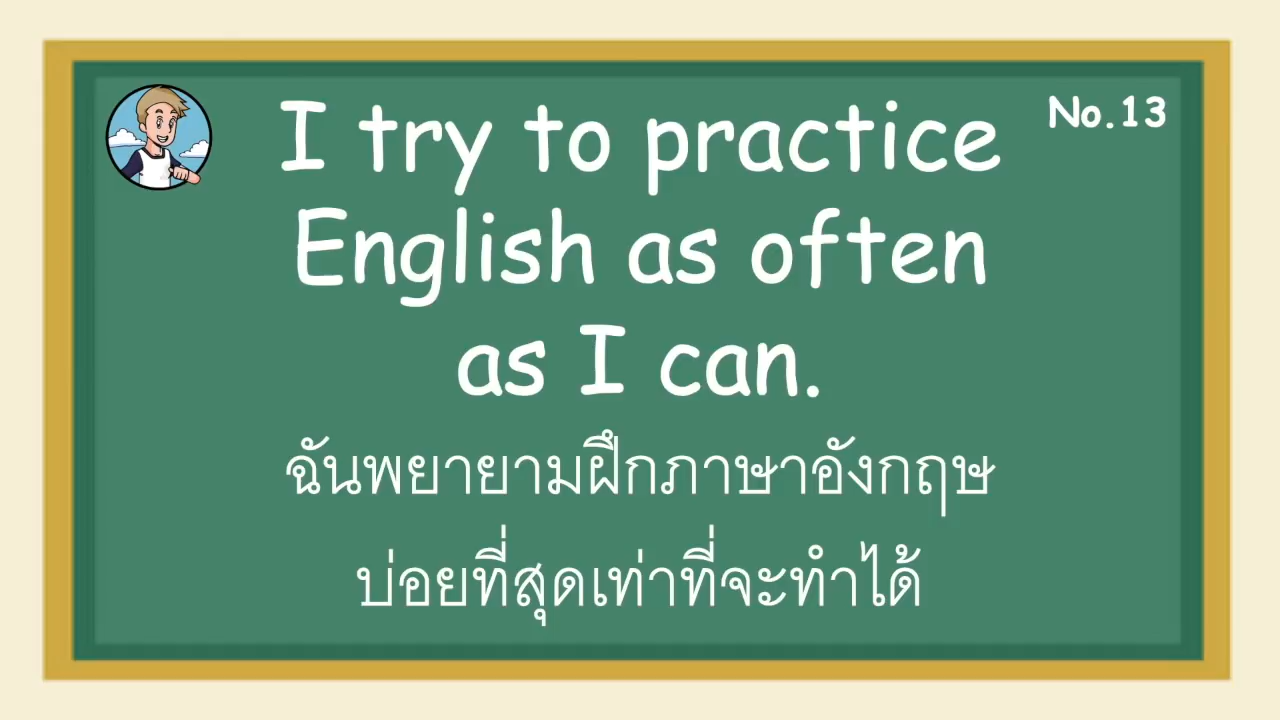 I try to practice
No.13
English as often
as I can.
ฉันพยายามฝึกภาษาอังกฤษ
บ่อยที่สุดเท่าที่จะทำได้